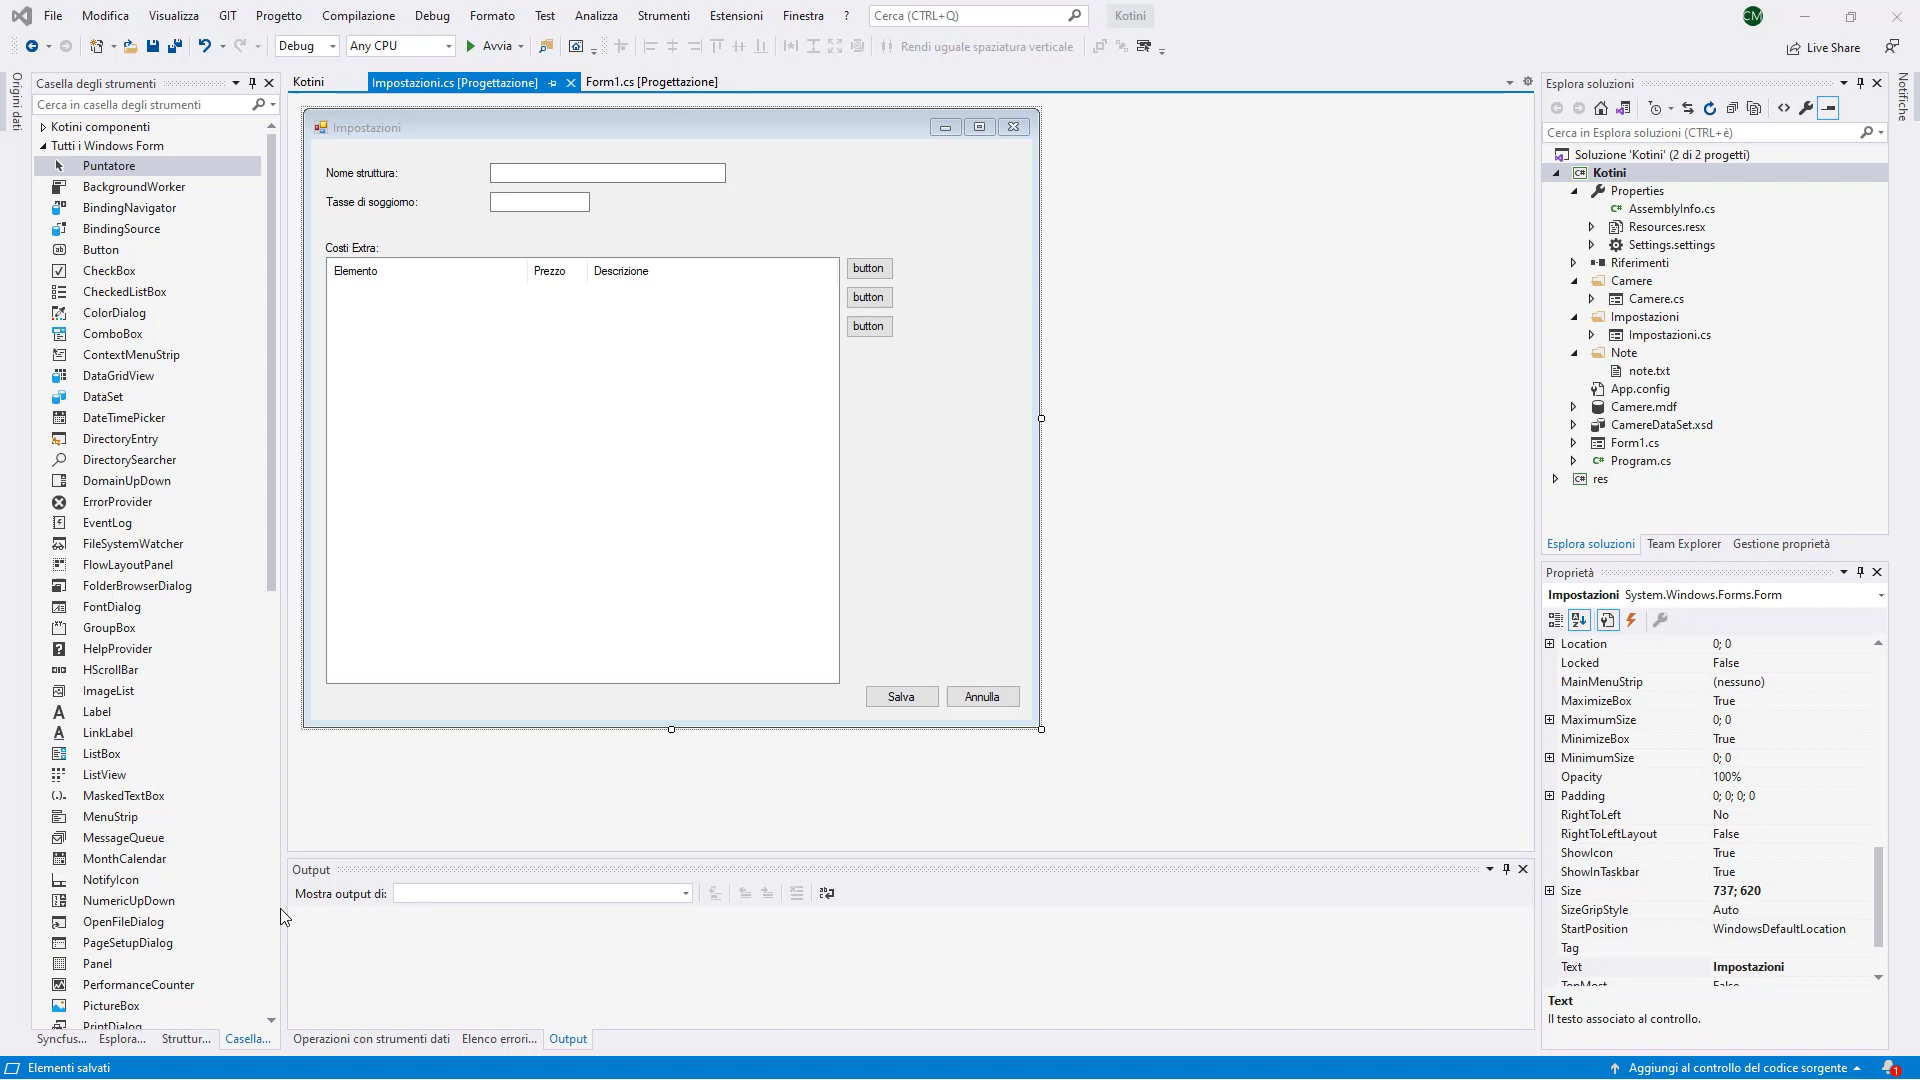 File Modifica Visualizza GIT Progetto Compilazione Debug Formato Test Analizza Strumenti Estensioni Finestra ? Cerca (CTRL+Q) Kotini CM
Debug Any CPU Avvia Rendi uguale spaziatura verticale Live Share
Origini dati
Casella degli strumenti
Cerca in casella degli strumenti
Kotini componenti
Tutti i Windows Form
Puntatore
BackgroundWorker
BindingNavigator
BindingSource
Button
CheckBox
CheckedListBox
ColorDialog
ComboBox
ContextMenuStrip
DataGridView
DataSet
DateTimePicker
DirectoryEntry
DirectorySearcher
DomainUpDown
ErrorProvider
EventLog
FileSystemWatcher
FlowLayoutPanel
FolderBrowserDialog
FontDialog
GroupBox
HelpProvider
HScrollBar
ImageList
Label
LinkLabel
ListBox
ListView
MaskedTextBox
MenuStrip
MessageQueue
MonthCalendar
NotifyIcon
NumericUpDown
OpenFileDialog
PageSetupDialog
Panel
PerformanceCounter
PictureBox
PrintDialog
Syncfus... Esplora... Struttur... Casella...
Kotini Impostazioni.cs [Progettazione] Form1.cs [Progettazione]
Impostazioni
Nome struttura:
Tasse di soggiorno:
Costi Extra:
Elemento Prezzo Descrizione
button
button
button
Salva Annulla
Output
Mostra output di:
Operazioni con strumenti dati Elenco errori... Output
Esplora soluzioni
Cerca in Esplora soluzioni (CTRL+è)
Soluzione 'Kotini' (2 di 2 progetti)
Kotini
Properties
AssemblyInfo.cs
Resources.resx
Settings.settings
Riferimenti
Camere
Camere.cs
Impostazioni
Impostazioni.cs
Note
note.txt
App.config
Camere.mdf
CamereDataSet.xsd
Form1.cs
Program.cs
res
Esplora soluzioni Team Explorer Gestione proprietà
Proprietà
Impostazioni System.Windows.Forms.Form
Location 0; 0
Locked False
MainMenuStrip (nessuno)
MaximizeBox True
MaximumSize 0; 0
MinimizeBox True
MinimumSize 0; 0
Opacity 100%
Padding 0; 0; 0; 0
RightToLeft No
RightToLeftLayout False
ShowIcon True
ShowInTaskbar True
Size 737; 620
SizeGripStyle Auto
StartPosition WindowsDefaultLocation
Tag
Text Impostazioni
TopMost False
Text
Il testo associato al controllo.
Notifiche
Elementi salvati Aggiungi al controllo del codice sorgente 1